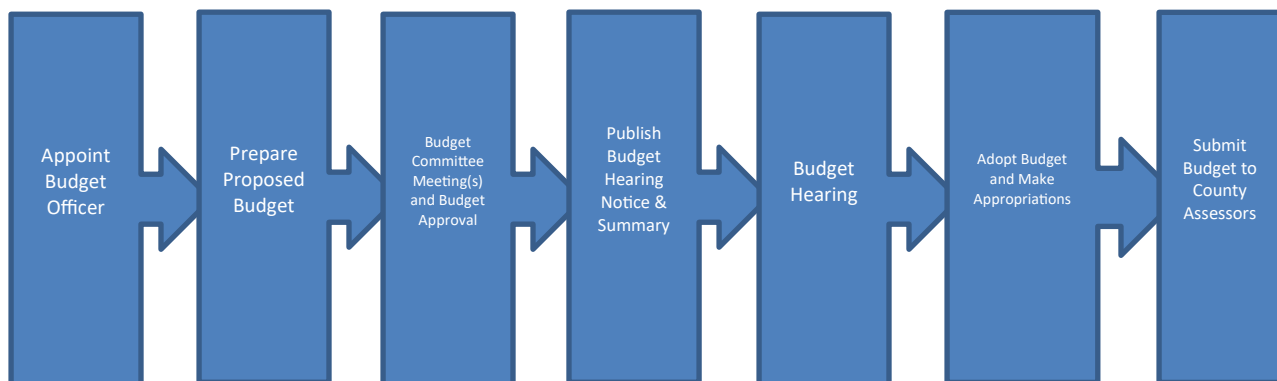 Appoint
Budget
Officer
Prepare
Proposed
Budget
Budget
Committee
Meeting(s)
and Budget
Approval
Publish
Budget
Hearing
Notice &
Summary
Budget
Hearing
Adopt Budget
and Make
Appropriations
Submit
Budget to
County
Assessors